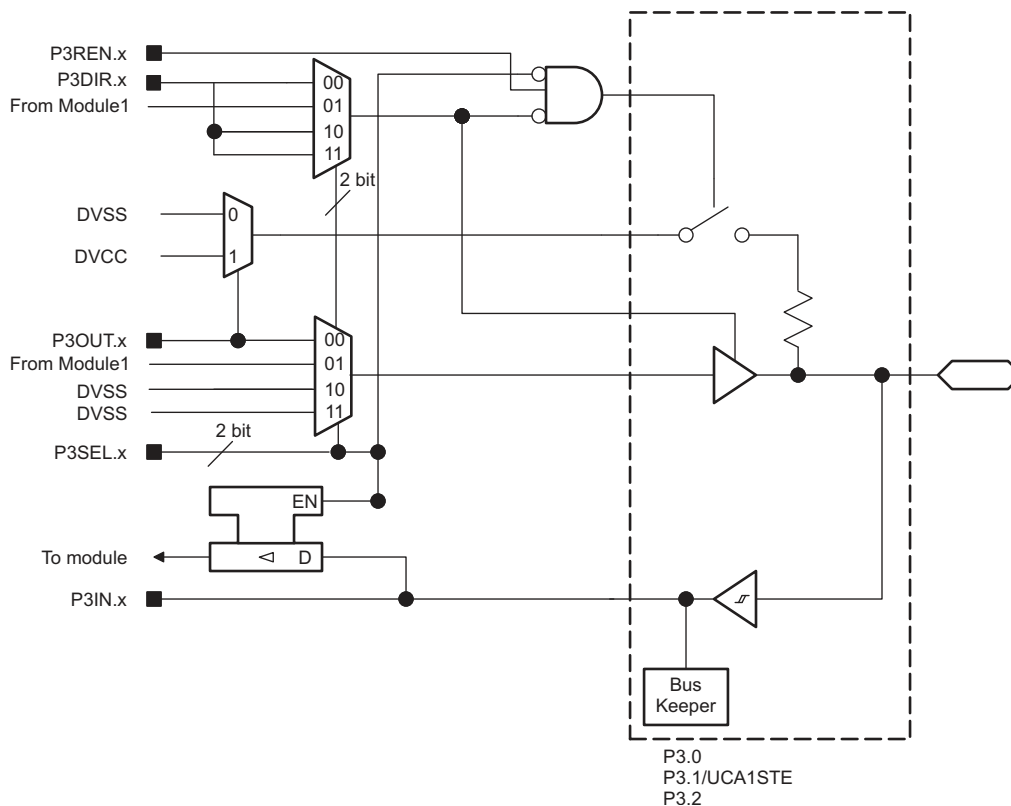 P3REN.x
P3DIR.x
From Module1
00
01
10
11
2 bit
DVSS
0
DVCC
1
P3OUT.x
From Module1
DVSS
DVSS
00
01
10
11
2 bit
P3SEL.x
EN
To module
D
P3IN.x
Bus
Keeper
P3.0
P3.1/UCA1STE
P3.2